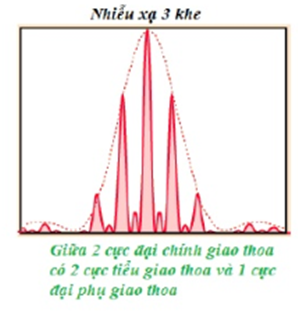 Nhiễu xạ 3 khe
Giữa 2 cực đại chính giao thoa
có 2 cực tiểu giao thoa và 1 cực
đại phụ giao thoa